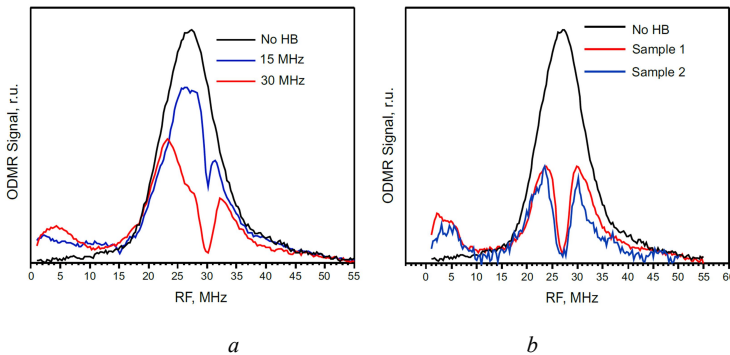 No HB
15 MHz
30 MHz
ODMR Signal, r.u.
0 5 10 15 20 25 30 35 40 45 50 55
RF, MHz
a
No HB
Sample 1
Sample 2
ODMR Signal, r.u.
0 5 10 15 20 25 30 35 40 45 50 55 60
RF, MHz
b